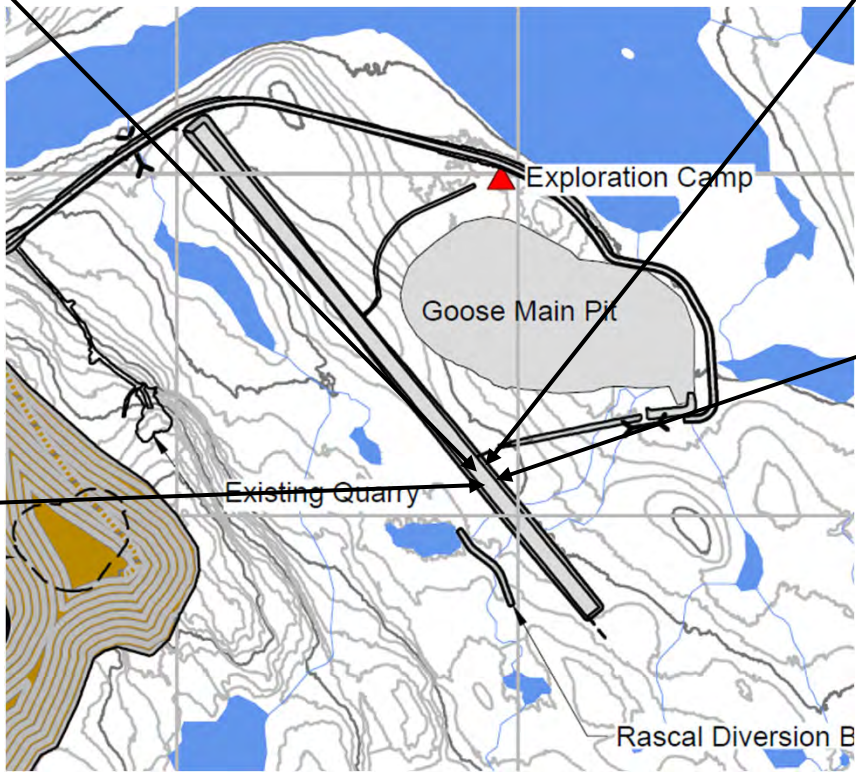 Exploration Camp
Goose Main Pit
Existing Quarry
Rascal Diversion B